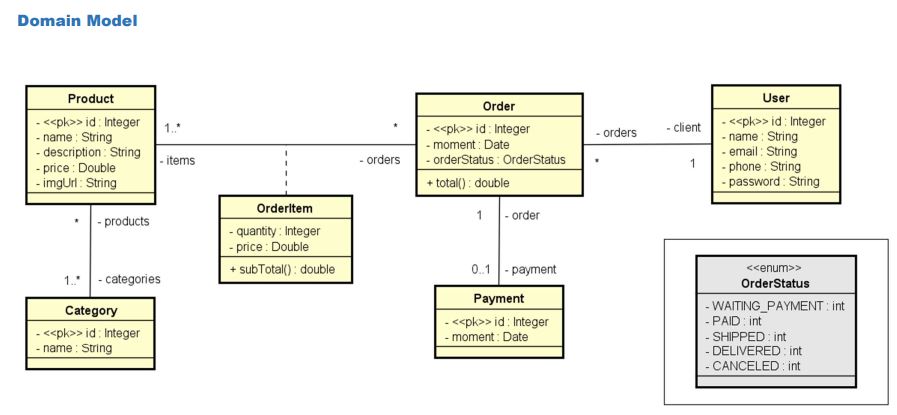 Domain Model
Product
- <<pk>> id : Integer
- name : String
- description : String
- price : Double
- imgUrl : String
1..*
*
- items
- orders
Order
- <<pk>> id : Integer
- moment : Date
- orderStatus : OrderStatus
+ total() : double
- orders
- client
*
1
User
- <<pk>> id : Integer
- name : String
- email : String
- phone : String
- password : String
OrderItem
- quantity : Integer
- price : Double
+ subTotal() : double
* - products
1..* - categories
Category
- <<pk>> id : Integer
- name : String
1 - order
0..1 - payment
Payment
- <<pk>> id : Integer
- moment : Date
<<enum>>
OrderStatus
- WAITING_PAYMENT : int
- PAID : int
- SHIPPED : int
- DELIVERED : int
- CANCELED : int